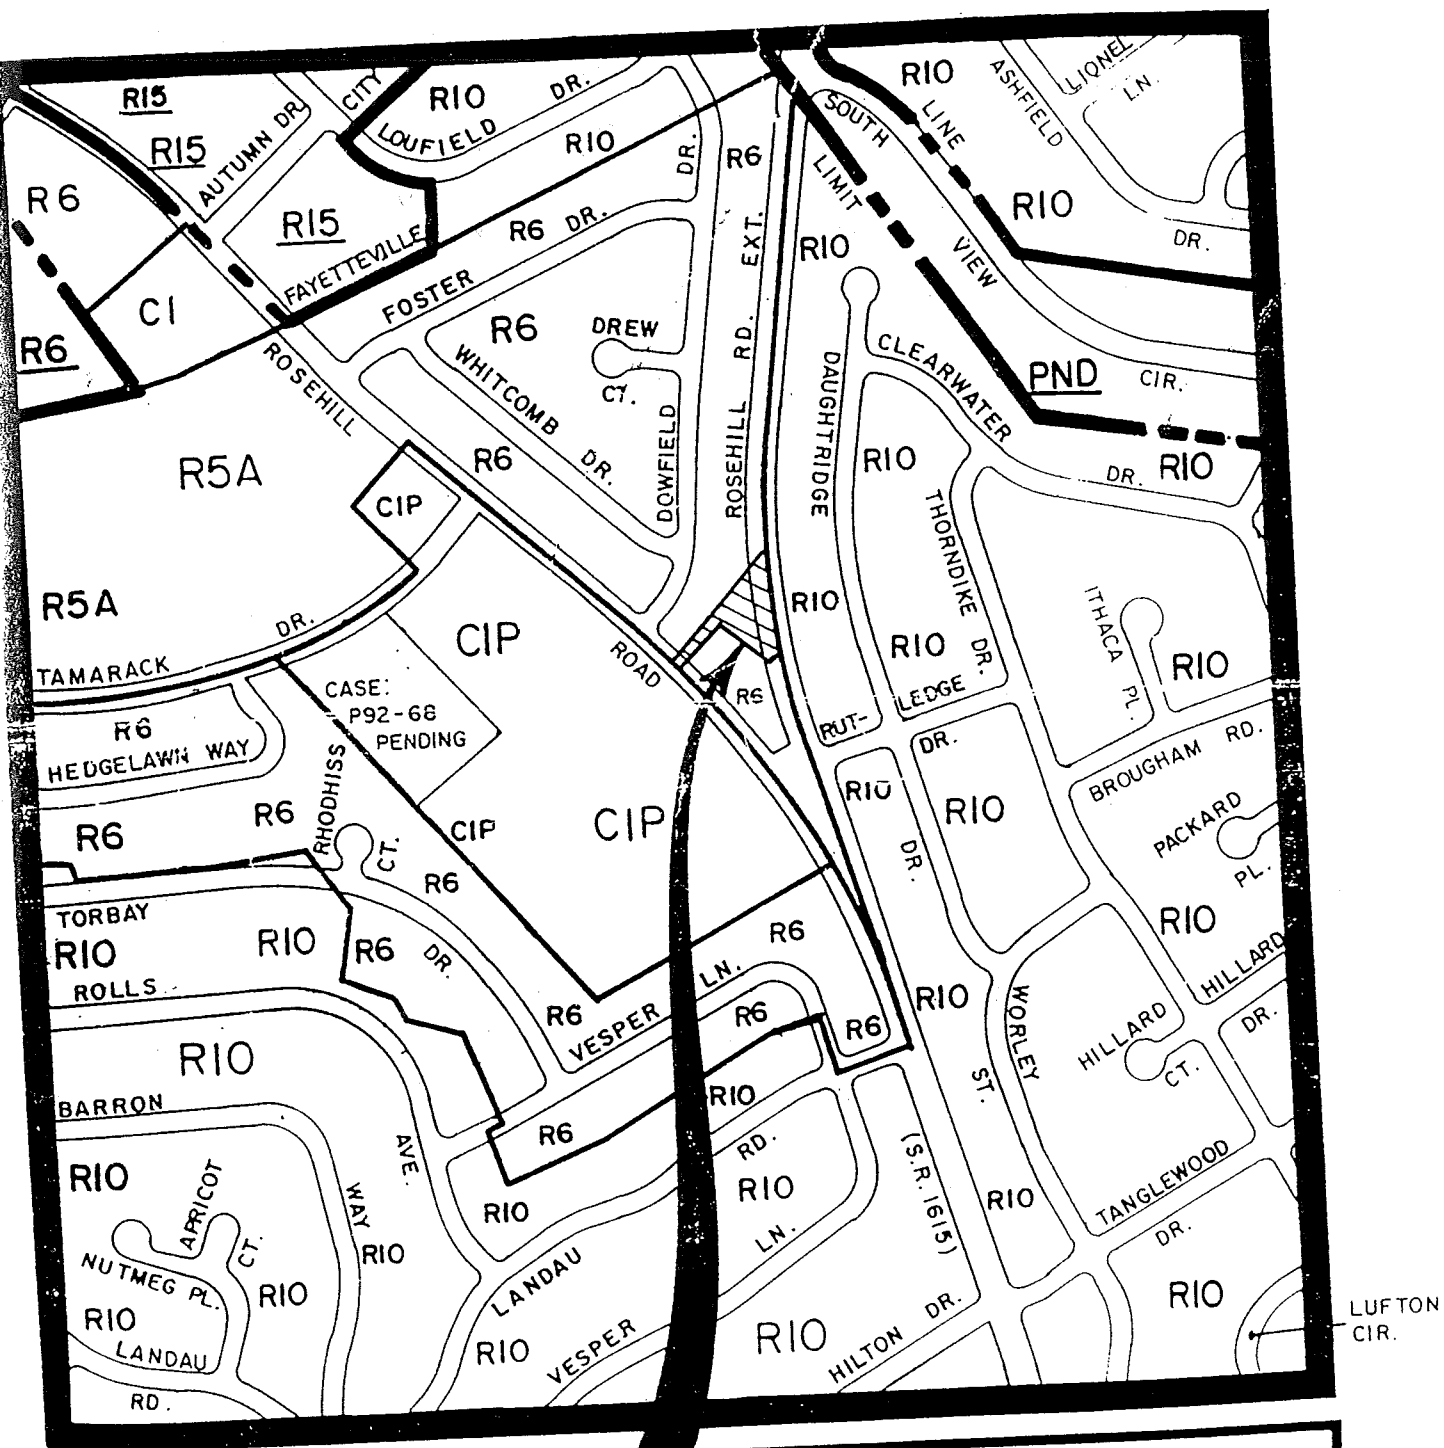 R15
R15
AUTUMN DR.
CITY
R10
LOUFIELD
DR.
R10
R10
ASHFIELD
DR.
LIONEL
LN.
SOUTH
VIEW
CIR.
LINE
LIMIT
R10
R6
C1
R6
R15
FAYETTEVILLE
R6
FOSTER
DR.
DR.
R6
ROSEHILL RD. EXT.
R10
R6
DREW
CT.
WHITCOMB
DR.
DOWFIELD
ROSEHILL
ROAD
DAUGHTRIDGE
CLEARWATER
DR.
PND
R10
R10
R5A
C1P
R6
R5A
TAMARACK
DR.
C1P
CASE:
P92-68
PENDING
R6
HEDGELAWN WAY
R6
R6
RHODHISS
CT.
C1P
C1P
R6
R6
R10
THORNDIKE
DR.
R10
RUT-
LEDGE
DR.
ITHACA
PL.
R10
BROUGHAM RD.
R10
R10
DR.
PACKARD
PL.
R10
TORBAY
R10
R10
R6
DR.
ROLLS
AVE.
R6
R6
VESPER
LN.
R6
R6
R10
R10
WORLEY
ST.
HILLARD
CT.
HILLARD
DR.
R10
BARRON
WAY
R10
APRICOT
CT.
NUTMEG PL.
R10
R10
R10
LANDAU
RD.
R6
R10
LANDAU
RD.
R10
VESPER
LN.
R10
R10
HILTON DR.
(S.R. 1615)
R10
TANGLEWOOD
DR.
R10
LUFTON
CIR.